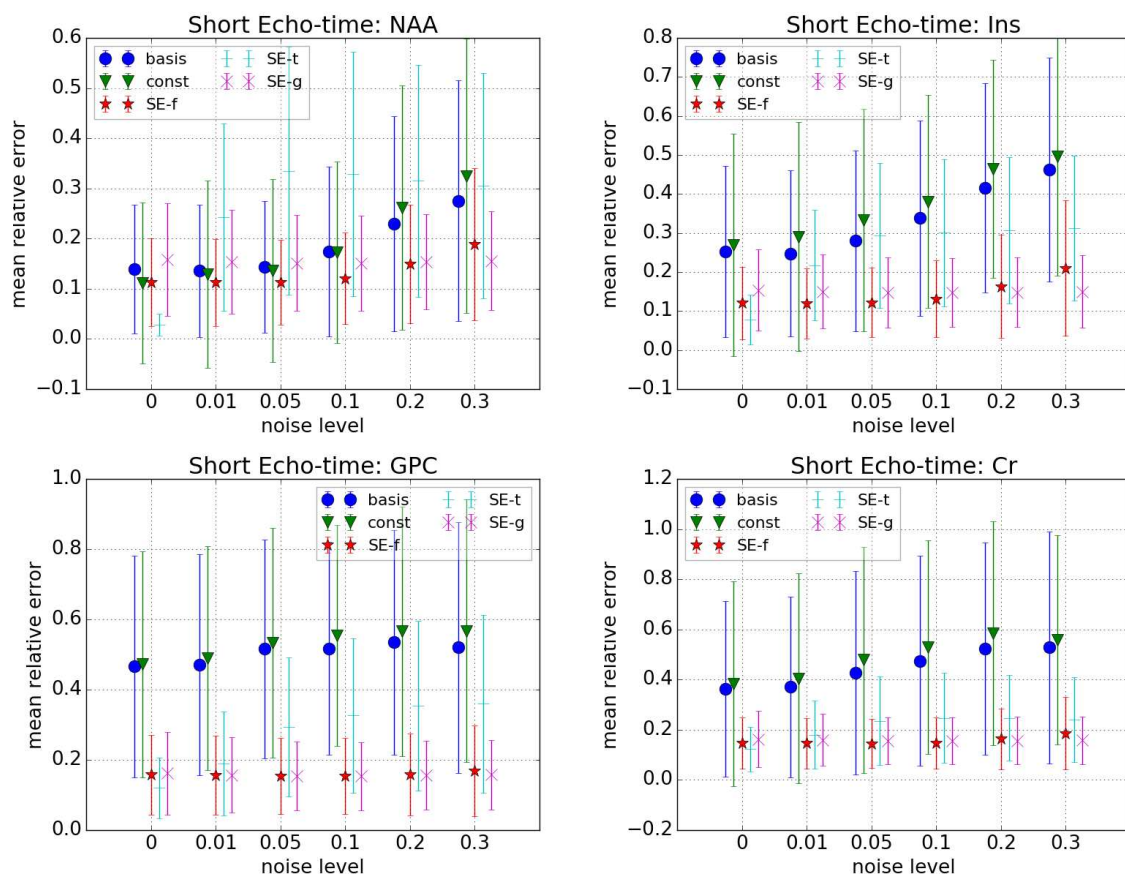 Short Echo-time: NAA
0.6
0.5
0.4
0.3
0.2
0.1
0.0
−0.1
mean relative error
basis
const
SE-f
SE-t
SE-g
0 0.01 0.05 0.1 0.2 0.3
noise level
Short Echo-time: Ins
0.8
0.7
0.6
0.5
0.4
0.3
0.2
0.1
0.0
−0.1
mean relative error
basis
const
SE-f
SE-t
SE-g
0 0.01 0.05 0.1 0.2 0.3
noise level
Short Echo-time: GPC
1.0
0.8
0.6
0.4
0.2
0.0
mean relative error
basis
const
SE-f
SE-t
SE-g
0 0.01 0.05 0.1 0.2 0.3
noise level
Short Echo-time: Cr
1.2
1.0
0.8
0.6
0.4
0.2
0.0
−0.2
mean relative error
basis
const
SE-f
SE-t
SE-g
0 0.01 0.05 0.1 0.2 0.3
noise level